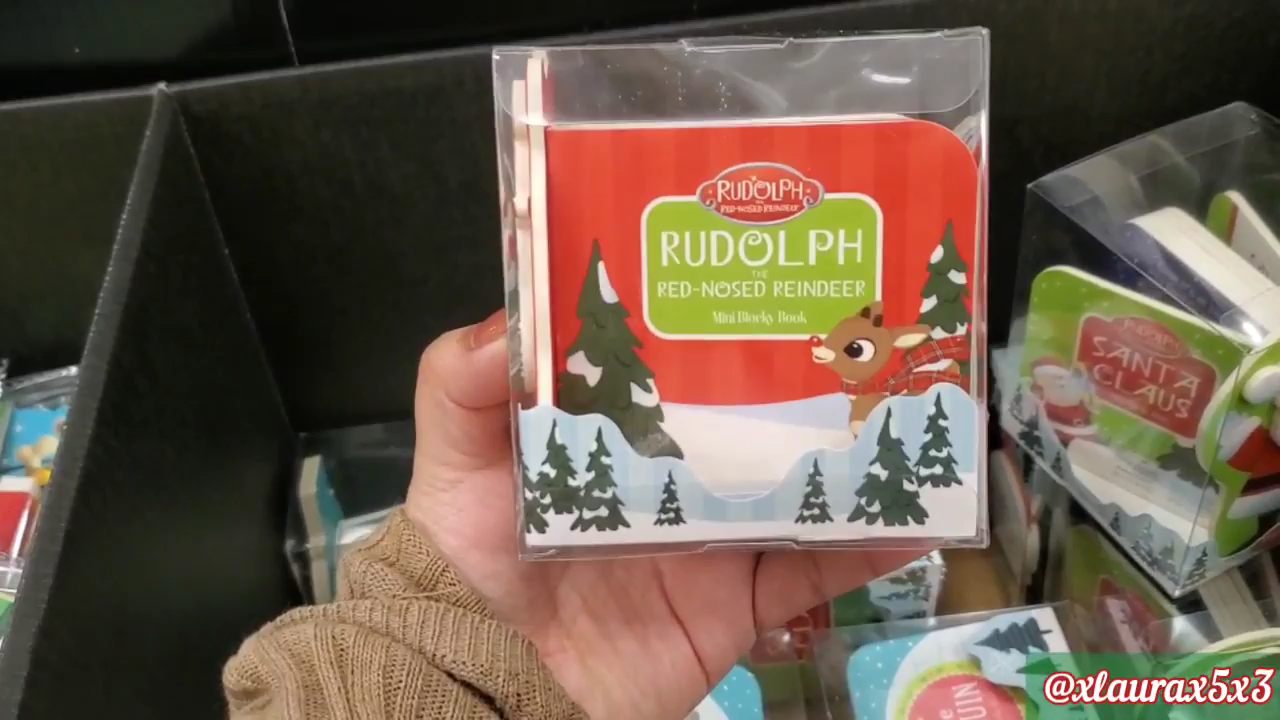 RUDOLPH
THE
RED-NOSED REINDEER
RUDOLPH
THE
RED-NOSED REINDEER
Mini Blocky Book
SANTA
CLAUS
@xlaurax5x3